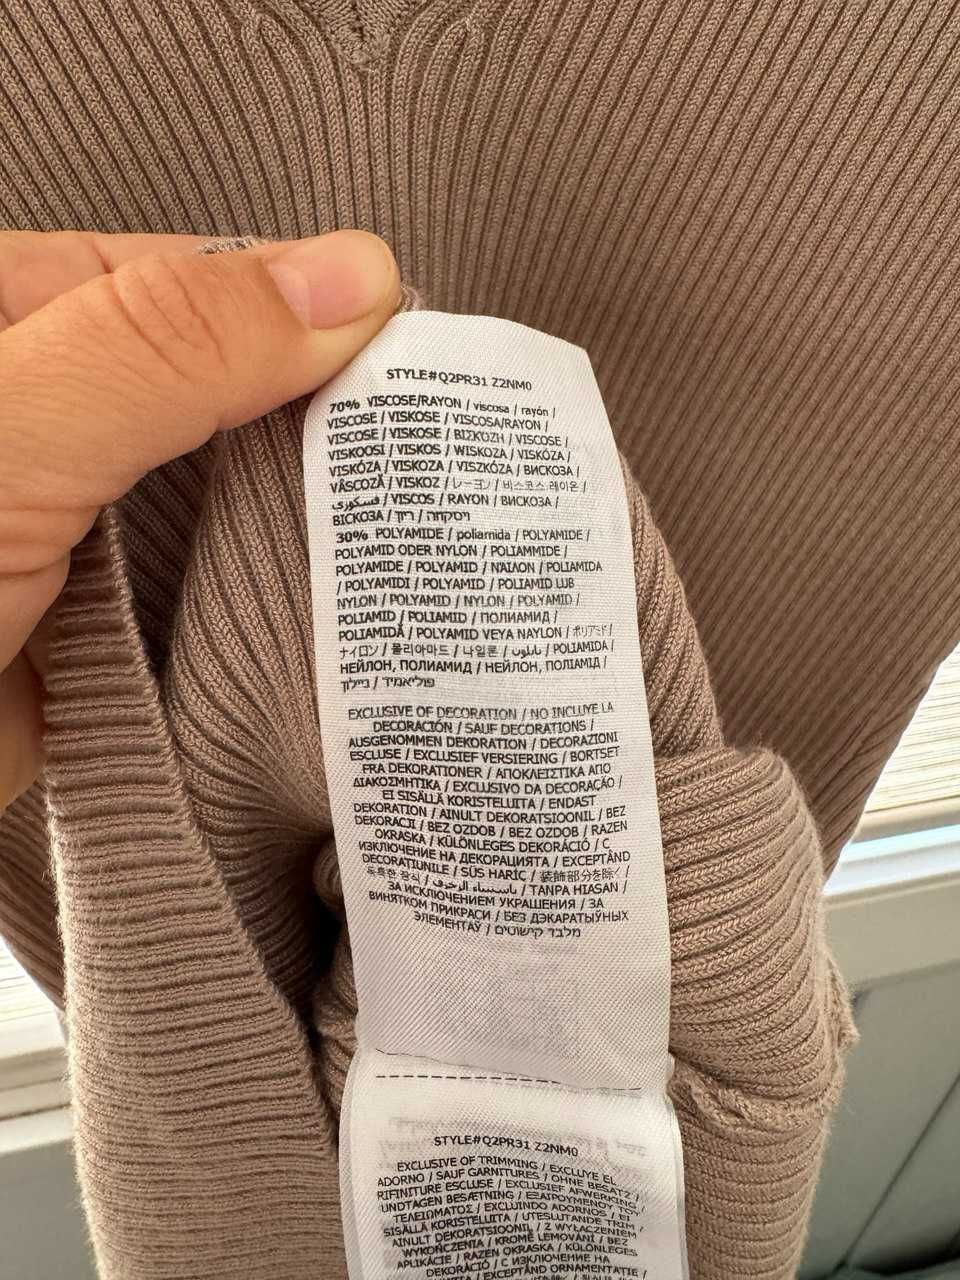 STYLE#Q2PR31 Z2NM0
70% VISCOSE/RAYON / viscosa / rayón /
VISCOSE / VISKOSE / VISCOSA/RAYON /
VISCOSE / VISKOSE / ΒΙΣΚΟΖΗ / VISCOSE /
VISKOOSI / VISKOS / WISKOZA / VISKÓZA /
VISKÓZA / VISKOZA / VISZKÓZA / ВИСКОЗА /
VÂSCOZĂ / VISKOZ / レーヨン / 비스코스 레이온 /
فسكوزي / VISCOS / RAYON / ВИСКОЗА /
ВІСКОЗА / ויסקוזה / ריון
30% POLYAMIDE / poliamida / POLYAMIDE /
POLYAMID ODER NYLON / POLIAMMIDE /
POLYAMIDE / POLYAMID / ΝΑΪΛΟΝ / POLIAMIDA
/ POLYAMIDI / POLYAMID / POLIAMID LUB
NYLON / POLYAMID / NYLON / POLYAMID /
POLIAMID / POLIAMID / ПОЛИАМИД /
POLIAMIDĂ / POLYAMID VEYA NAYLON / ポリアミド /
ナイロン / 폴리아마드 / 나일론 / نايلون / POLIAMIDA /
НЕЙЛОН, ПОЛИАМИД / НЕЙЛОН, ПОЛІАМІД /
פוליאמיד / ניילון
EXCLUSIVE OF DECORATION / NO INCLUYE LA
DECORACIÓN / SAUF DECORATIONS /
AUSGENOMMEN DEKORATION / DECORAZIONI
ESCLUSE / EXCLUSIEF VERSIERING / BORTSET
FRA DEKORATIONER / ΑΠΟΚΛΕΙΣΤΙΚΑ ΑΠΟ
ΔΙΑΚΟΣΜΗΤΙΚΑ / EXCLUSIVO DA DECORAÇÃO /
EI SISÄLLÄ KORISTELUITA / ENDAST
DEKORATION / AINULT DEKORATSIOONIL / BEZ
DEKORACJI / BEZ OZDOB / BEZ OZDOB / RAZEN
OKRASKA / KÜLÖNLEGES DEKORÁCIÓ / С
ИЗКЛЮЧЕНИЕ НА ДЕКОРАЦИЯТА / EXCEPTÂND
DECORAȚIUNILE / SÜS HARİC / 装飾部分を除く /
독특한 장식 / باستثناء الزخرف / TANPA HIASAN /
ЗА ИСКЛЮЧЕНИЕМ УКРАШЕНИЯ / ЗА
ВИНЯТКОМ ПРИКРАСИ / БЕЗ ДЭКАРАТЫЎНЫХ
ЭЛЕМЕНТАЎ / מלבד קישוטים
STYLE#Q2PR31 Z2NM0
EXCLUSIVE OF TRIMMING / EXCLUYE EL
ADORNO / SAUF GARNITURES / OHNE BESATZ /
RIFINITURE ESCLUSE / EXCLUSIEF AFWERKING /
UNDTAGEN BESÆTNING / ΕΞΑΙΡΟΥΜΕΝΟΥ ΤΟΥ
ΤΕΛΕΙΩΜΑΤΟΣ / EXCLUINDO ADORNOS / EI
SISÄLLÄ KORISTELUITA / UTESLUTANDE TRIM /
AINULT DEKORATSIOONIL / Z WYŁĄCZENIEM
WYKOŃCZENIA / KROMĚ LEMOVÁNÍ / BEZ
APLIKÁCIE / RAZEN OKRASKA / KÜLÖNLEGES
DEKORÁCIÓ / С ИЗКЛЮЧЕНИЕ НА
/ EXCEPTÂND ORNAMENTAȚIE /